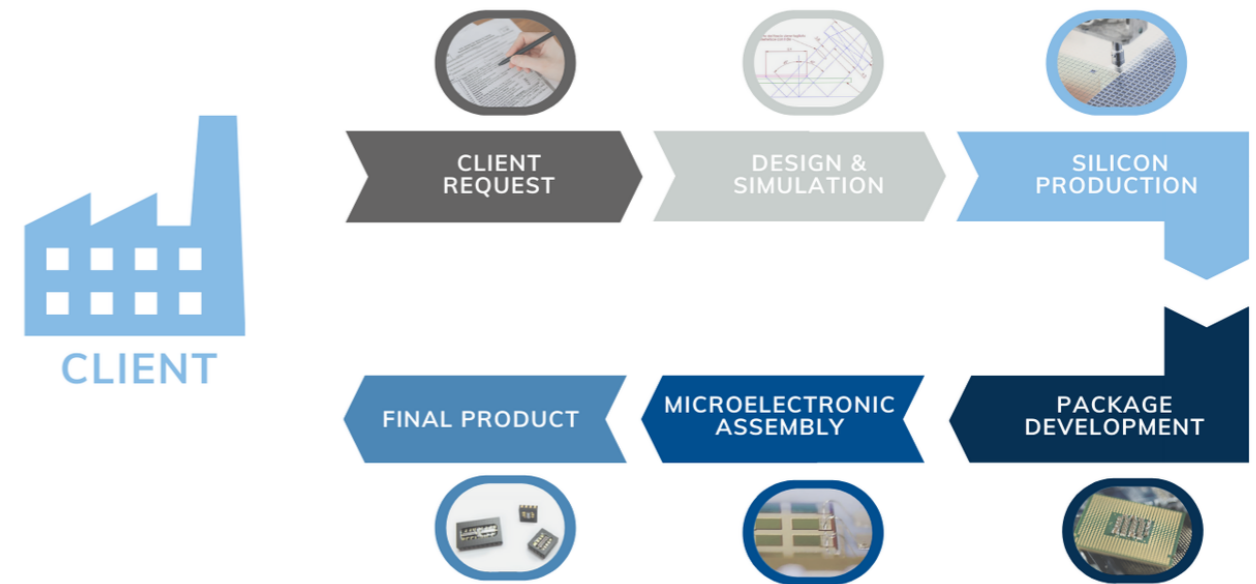 CLIENT
REQUEST
DESIGN &
SIMULATION
SILICON
PRODUCTION
CLIENT
FINAL PRODUCT
MICROELECTRONIC
ASSEMBLY
PACKAGE
DEVELOPMENT